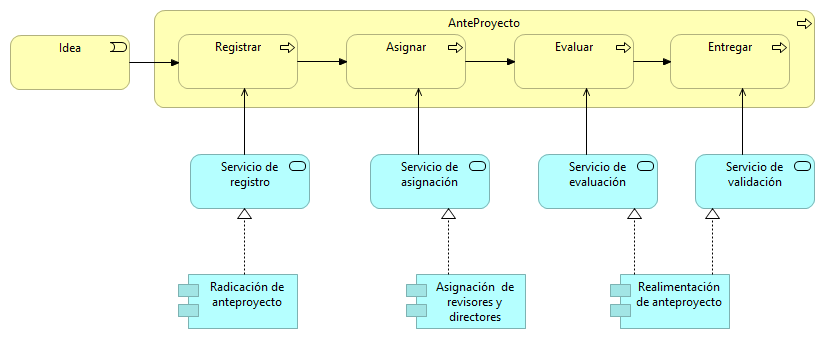 AnteProyecto
Idea
Registrar
Asignar
Evaluar
Entregar
Servicio de
registro
Servicio de
asignación
Servicio de
evaluación
Servicio de
validación
Radicación de
anteproyecto
Asignación de
revisores y
directores
Realimentación
de anteproyecto